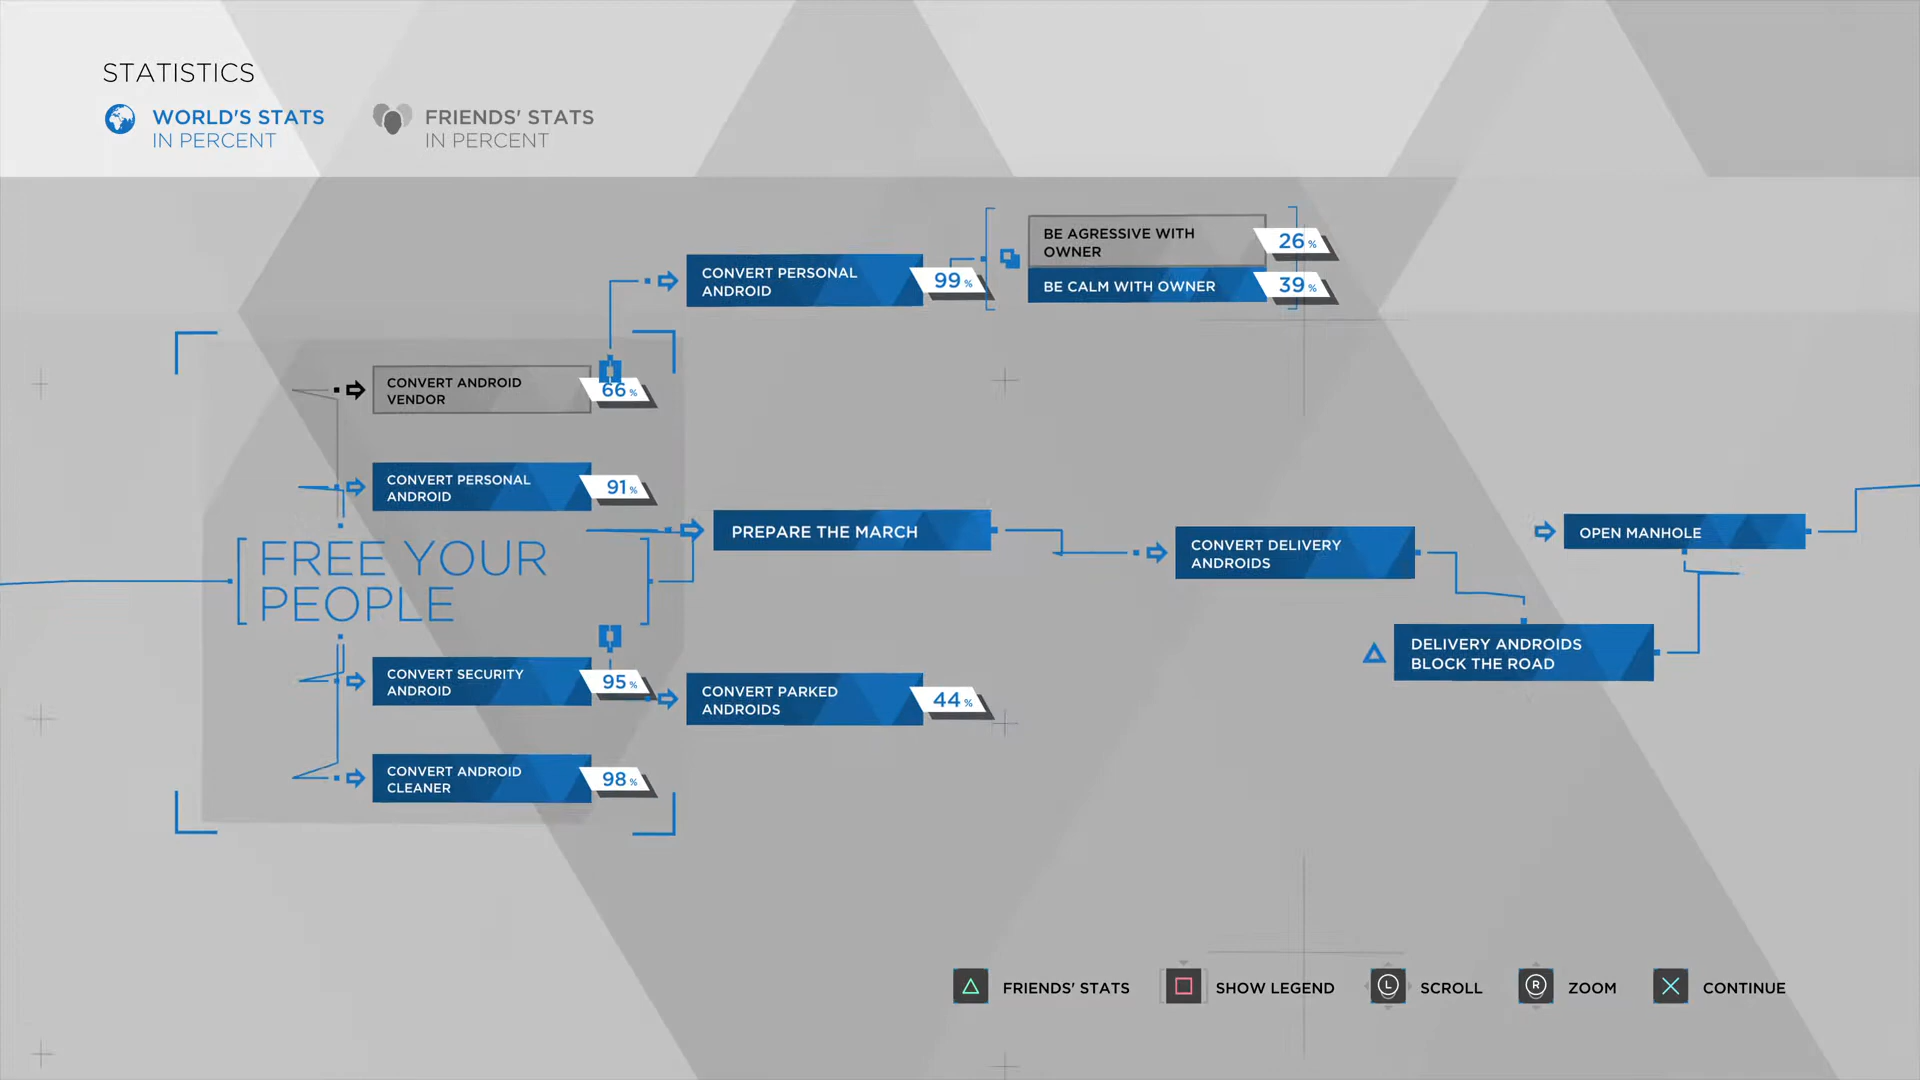 STATISTICS
WORLD'S STATS
IN PERCENT
FRIENDS' STATS
IN PERCENT
BE AGRESSIVE WITH
OWNER
26 %
CONVERT PERSONAL
ANDROID
99 %
BE CALM WITH OWNER
39 %
CONVERT ANDROID
VENDOR
66 %
CONVERT PERSONAL
ANDROID
91 %
FREE YOUR
PEOPLE
PREPARE THE MARCH
CONVERT DELIVERY
ANDROIDS
OPEN MANHOLE
DELIVERY ANDROIDS
BLOCK THE ROAD
CONVERT SECURITY
ANDROID
95 %
CONVERT PARKED
ANDROIDS
44 %
CONVERT ANDROID
CLEANER
98 %
FRIENDS' STATS
SHOW LEGEND
L
SCROLL
R
ZOOM
CONTINUE